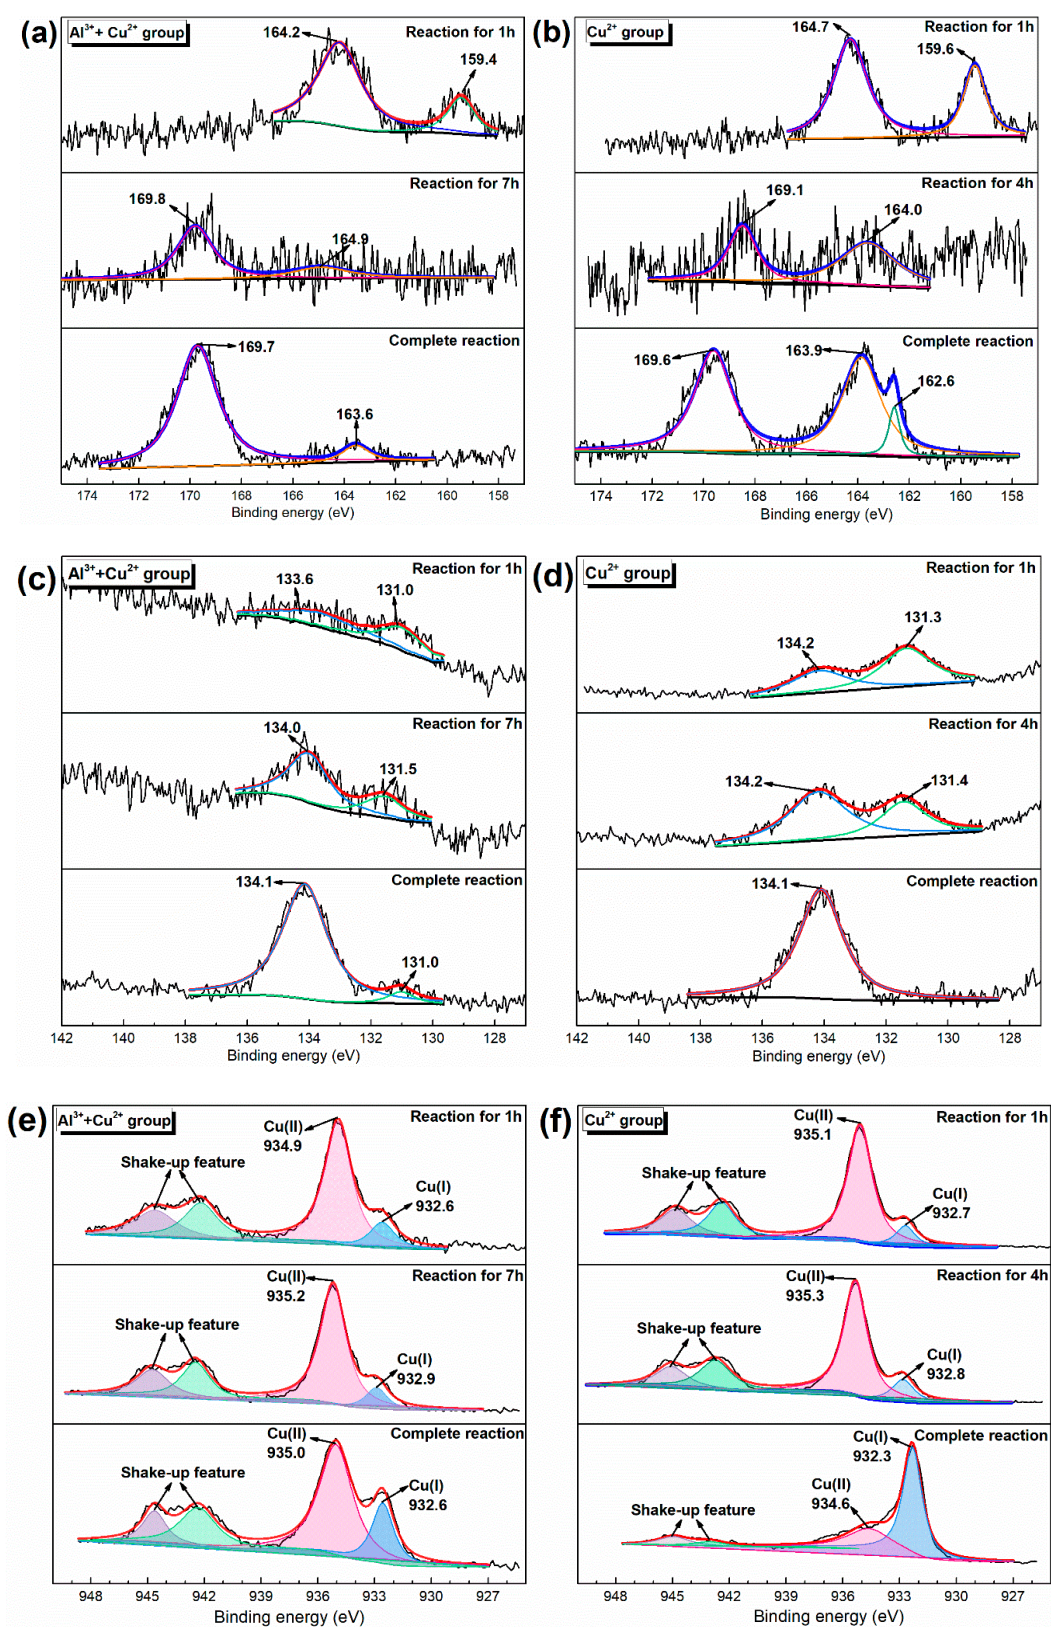 (a)
Al3++ Cu2+ group
Reaction for 1h
164.2
159.4
Reaction for 7h
169.8
164.9
Complete reaction
169.7
163.6
174 172 170 168 166 164 162 160 158
Binding energy (eV)
(b)
Cu2+ group
Reaction for 1h
164.7
159.6
Reaction for 4h
169.1
164.0
Complete reaction
169.6
163.9
162.6
174 172 170 168 166 164 162 160 158
Binding energy (eV)
(c)
Al3++Cu2+ group
Reaction for 1h
133.6
131.0
Reaction for 7h
134.0
131.5
Complete reaction
134.1
131.0
142 140 138 136 134 132 130 128
Binding energy (eV)
(d)
Cu2+ group
Reaction for 1h
134.2
131.3
Reaction for 4h
134.2
131.4
Complete reaction
134.1
142 140 138 136 134 132 130 128
Binding energy (eV)
(e)
Al3++Cu2+ group
Reaction for 1h
Cu(II)
934.9
Shake-up feature
Cu(I)
932.6
Reaction for 7h
Cu(II)
935.2
Shake-up feature
Cu(I)
932.9
Complete reaction
Cu(II)
935.0
Shake-up feature
Cu(I)
932.6
948 945 942 939 936 933 930 927
Binding energy (eV)
(f)
Cu2+ group
Reaction for 1h
Cu(II)
935.1
Shake-up feature
Cu(I)
932.7
Reaction for 4h
Cu(II)
935.3
Shake-up feature
Cu(I)
932.8
Complete reaction
Cu(I)
932.3
Cu(II)
934.6
Shake-up feature
948 945 942 939 936 933 930 927
Binding energy (eV)